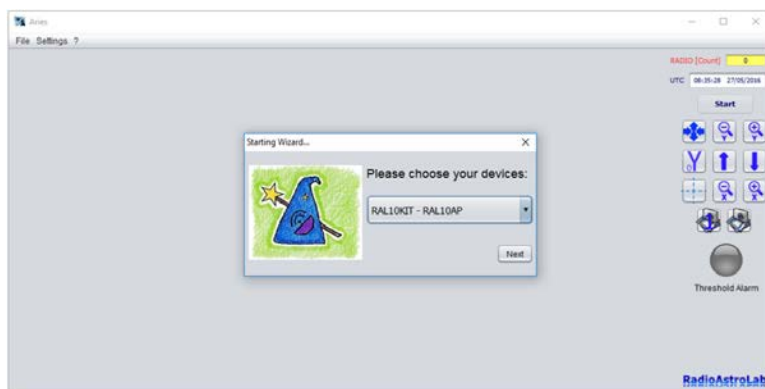 Aries
File Settings ?
RADIO [Count] 0
UTC 08:35:28 27/05/2016
Start
Starting Wizard...
Please choose your devices:
RAL10KIT - RAL10AP
Next
Y Y
Y
X X
Threshold Alarm
RadioAstroLab